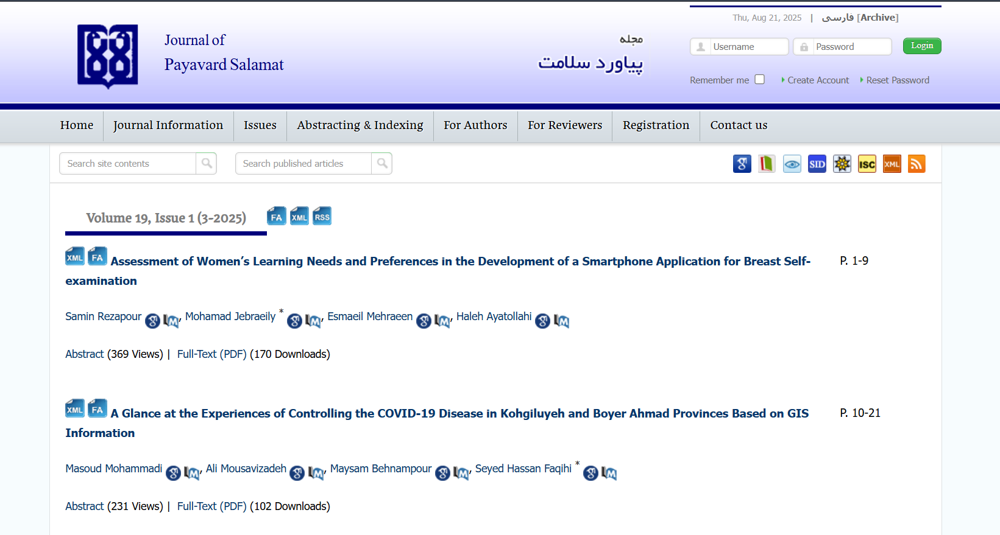 Thu, Aug 21, 2025 | فارسی [Archive]
Journal of
Payavard Salamat
مجله
پیاورد سلامت
Username
Password
Login
Remember me
Create Account
Reset Password
Home
Journal Information
Issues
Abstracting & Indexing
For Authors
For Reviewers
Registration
Contact us
Search site contents
Search published articles
SID
ISC
XML
Volume 19, Issue 1 (3-2025)
FA
XML
RSS
XML FA Assessment of Women’s Learning Needs and Preferences in the Development of a Smartphone Application for Breast Self-
examination
P. 1-9
Samin Rezapour, Mohamad Jebraeily *, Esmaeil Mehraeen, Haleh Ayatollahi
Abstract (369 Views) | Full-Text (PDF) (170 Downloads)
XML FA A Glance at the Experiences of Controlling the COVID-19 Disease in Kohgiluyeh and Boyer Ahmad Provinces Based on GIS
Information
P. 10-21
Masoud Mohammadi, Ali Mousavizadeh, Maysam Behnampour, Seyed Hassan Faqihi *
Abstract (231 Views) | Full-Text (PDF) (102 Downloads)